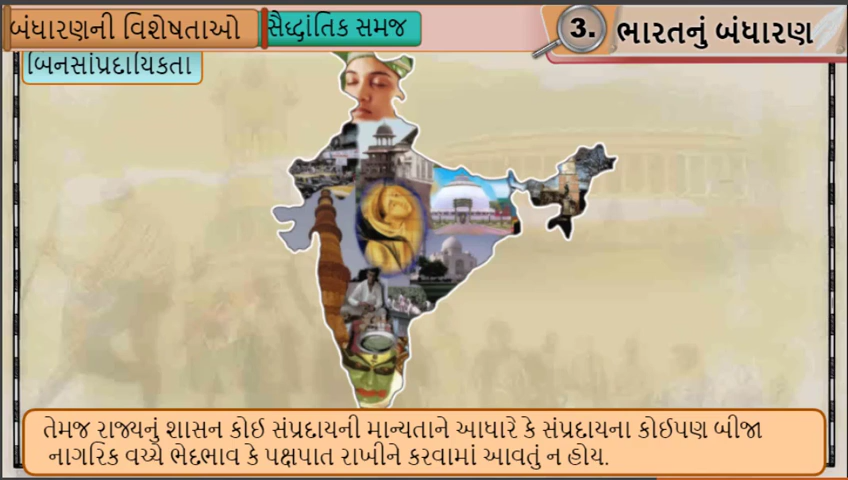 બંધારણની વિશેષતાઓ
સૈદ્ધાંતિક સમજ
3. ભારતનું બંધારણ
બિનસાંપ્રદાયિકતા
તેમજ રાજ્યનું શાસન કોઈ સંપ્રદાયની માન્યતાને આધારે કે સંપ્રદાયના કોઈપણ બીજા
નાગરિક વચ્ચે ભેદભાવ કે પક્ષપાત રાખીને કરવામાં આવતું ન હોય.